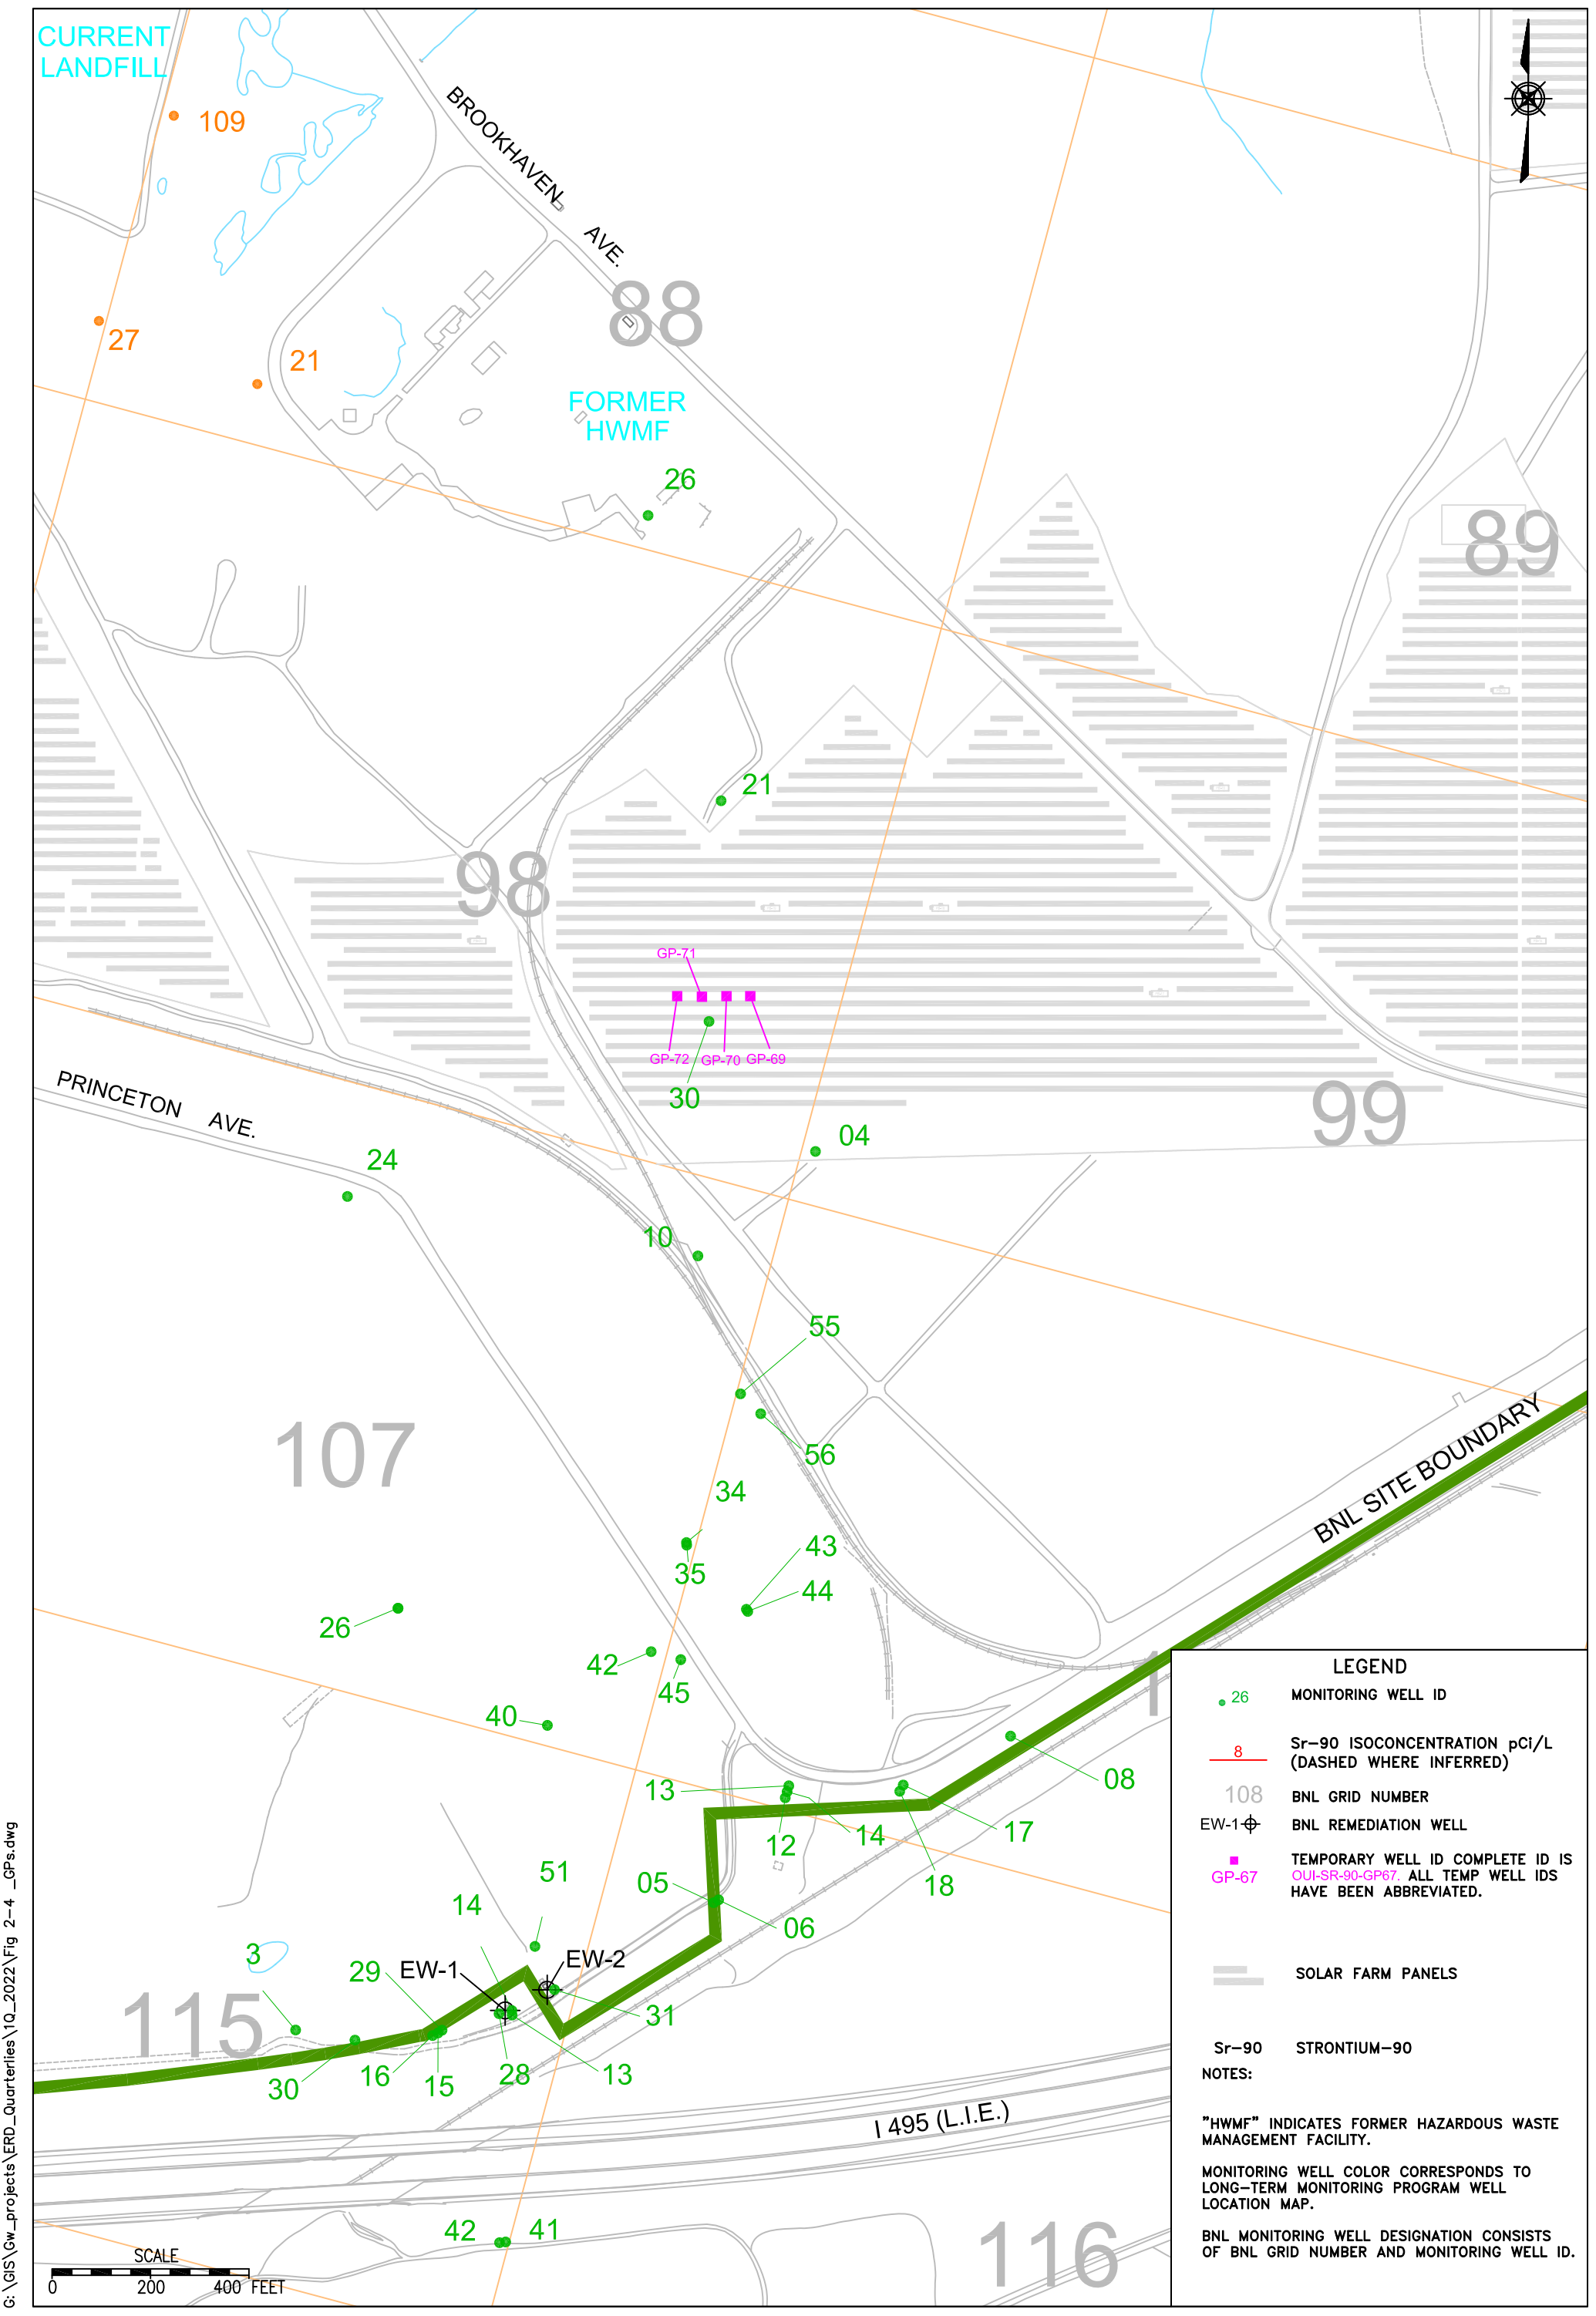 CURRENT
LANDFILL
109
BROOKHAVEN AVE.
88
27
21
FORMER
HWMF
26
89
21
98
GP-71
GP-72
GP-70
GP-69
30
99
PRINCETON AVE.
04
24
10
55
107
56
34
BNL SITE BOUNDARY
43
35
44
26
42
45
40
1
13
08
12
14
17
18
51
05
14
06
3
29
EW-1
EW-2
31
115
30
16
15
28
13
I 495 (L.I.E.)
42
41
116
SCALE
0 200 400 FEET
G:\GIS\Gw_projects\ERD_Quarterlies\1Q_2022\Fig 2-4 _GPs.dwg
LEGEND
26 MONITORING WELL ID
8 Sr-90 ISOCONCENTRATION pCi/L
(DASHED WHERE INFERRED)
108 BNL GRID NUMBER
EW-1 BNL REMEDIATION WELL
GP-67 TEMPORARY WELL ID COMPLETE ID IS
OUI-SR-90-GP67. ALL TEMP WELL IDS
HAVE BEEN ABBREVIATED.
SOLAR FARM PANELS
Sr-90 STRONTIUM-90
NOTES:
"HWMF" INDICATES FORMER HAZARDOUS WASTE
MANAGEMENT FACILITY.
MONITORING WELL COLOR CORRESPONDS TO
LONG-TERM MONITORING PROGRAM WELL
LOCATION MAP.
BNL MONITORING WELL DESIGNATION CONSISTS
OF BNL GRID NUMBER AND MONITORING WELL ID.